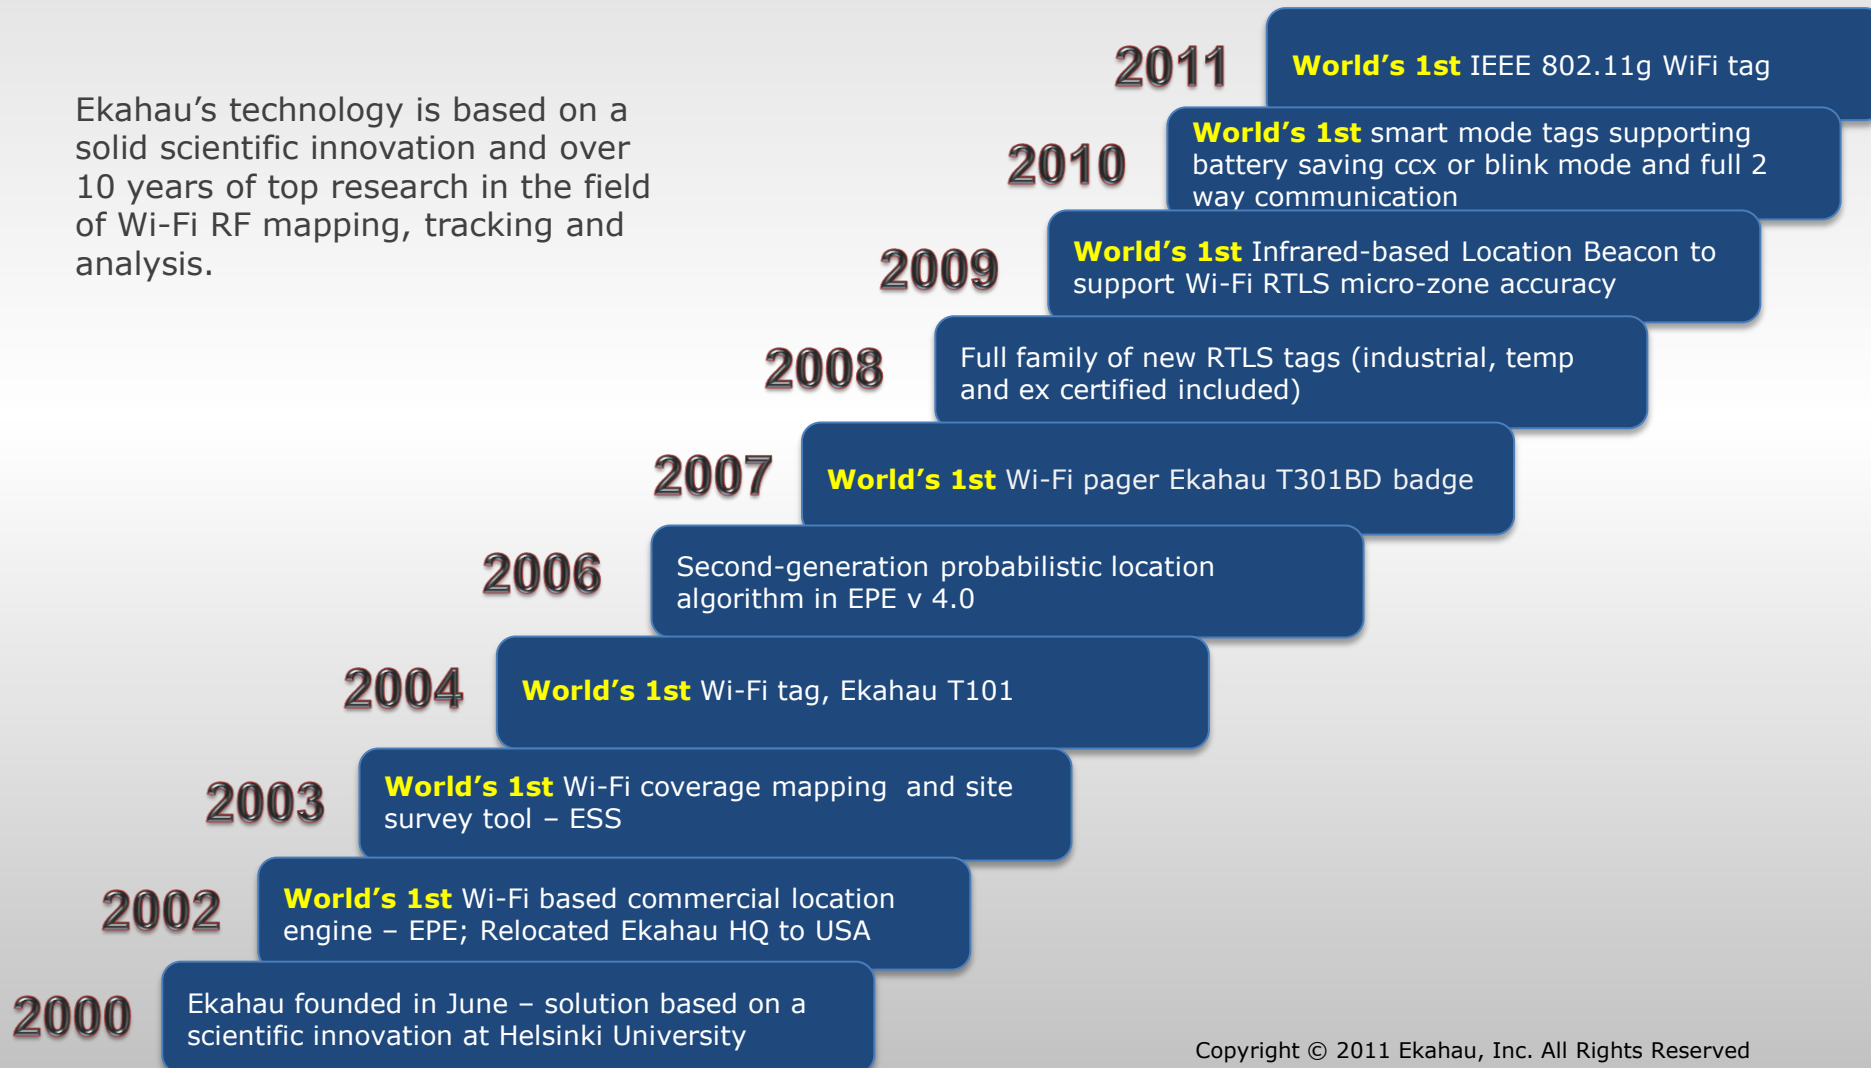 Ekahau’s technology is based on a
solid scientific innovation and over
10 years of top research in the field
of Wi-Fi RF mapping, tracking and
analysis.
2011
World’s 1st IEEE 802.11g WiFi tag
2010
World’s 1st smart mode tags supporting
battery saving ccx or blink mode and full 2
way communication
2009
World’s 1st Infrared-based Location Beacon to
support Wi-Fi RTLS micro-zone accuracy
2008
Full family of new RTLS tags (industrial, temp
and ex certified included)
2007
World’s 1st Wi-Fi pager Ekahau T301BD badge
2006
Second-generation probabilistic location
algorithm in EPE v 4.0
2004
World’s 1st Wi-Fi tag, Ekahau T101
2003
World’s 1st Wi-Fi coverage mapping  and site
survey tool – ESS
2002
World’s 1st Wi-Fi based commercial location
engine – EPE; Relocated Ekahau HQ to USA
2000
Ekahau founded in June – solution based on a
scientific innovation at Helsinki University
Copyright © 2011 Ekahau, Inc. All Rights Reserved